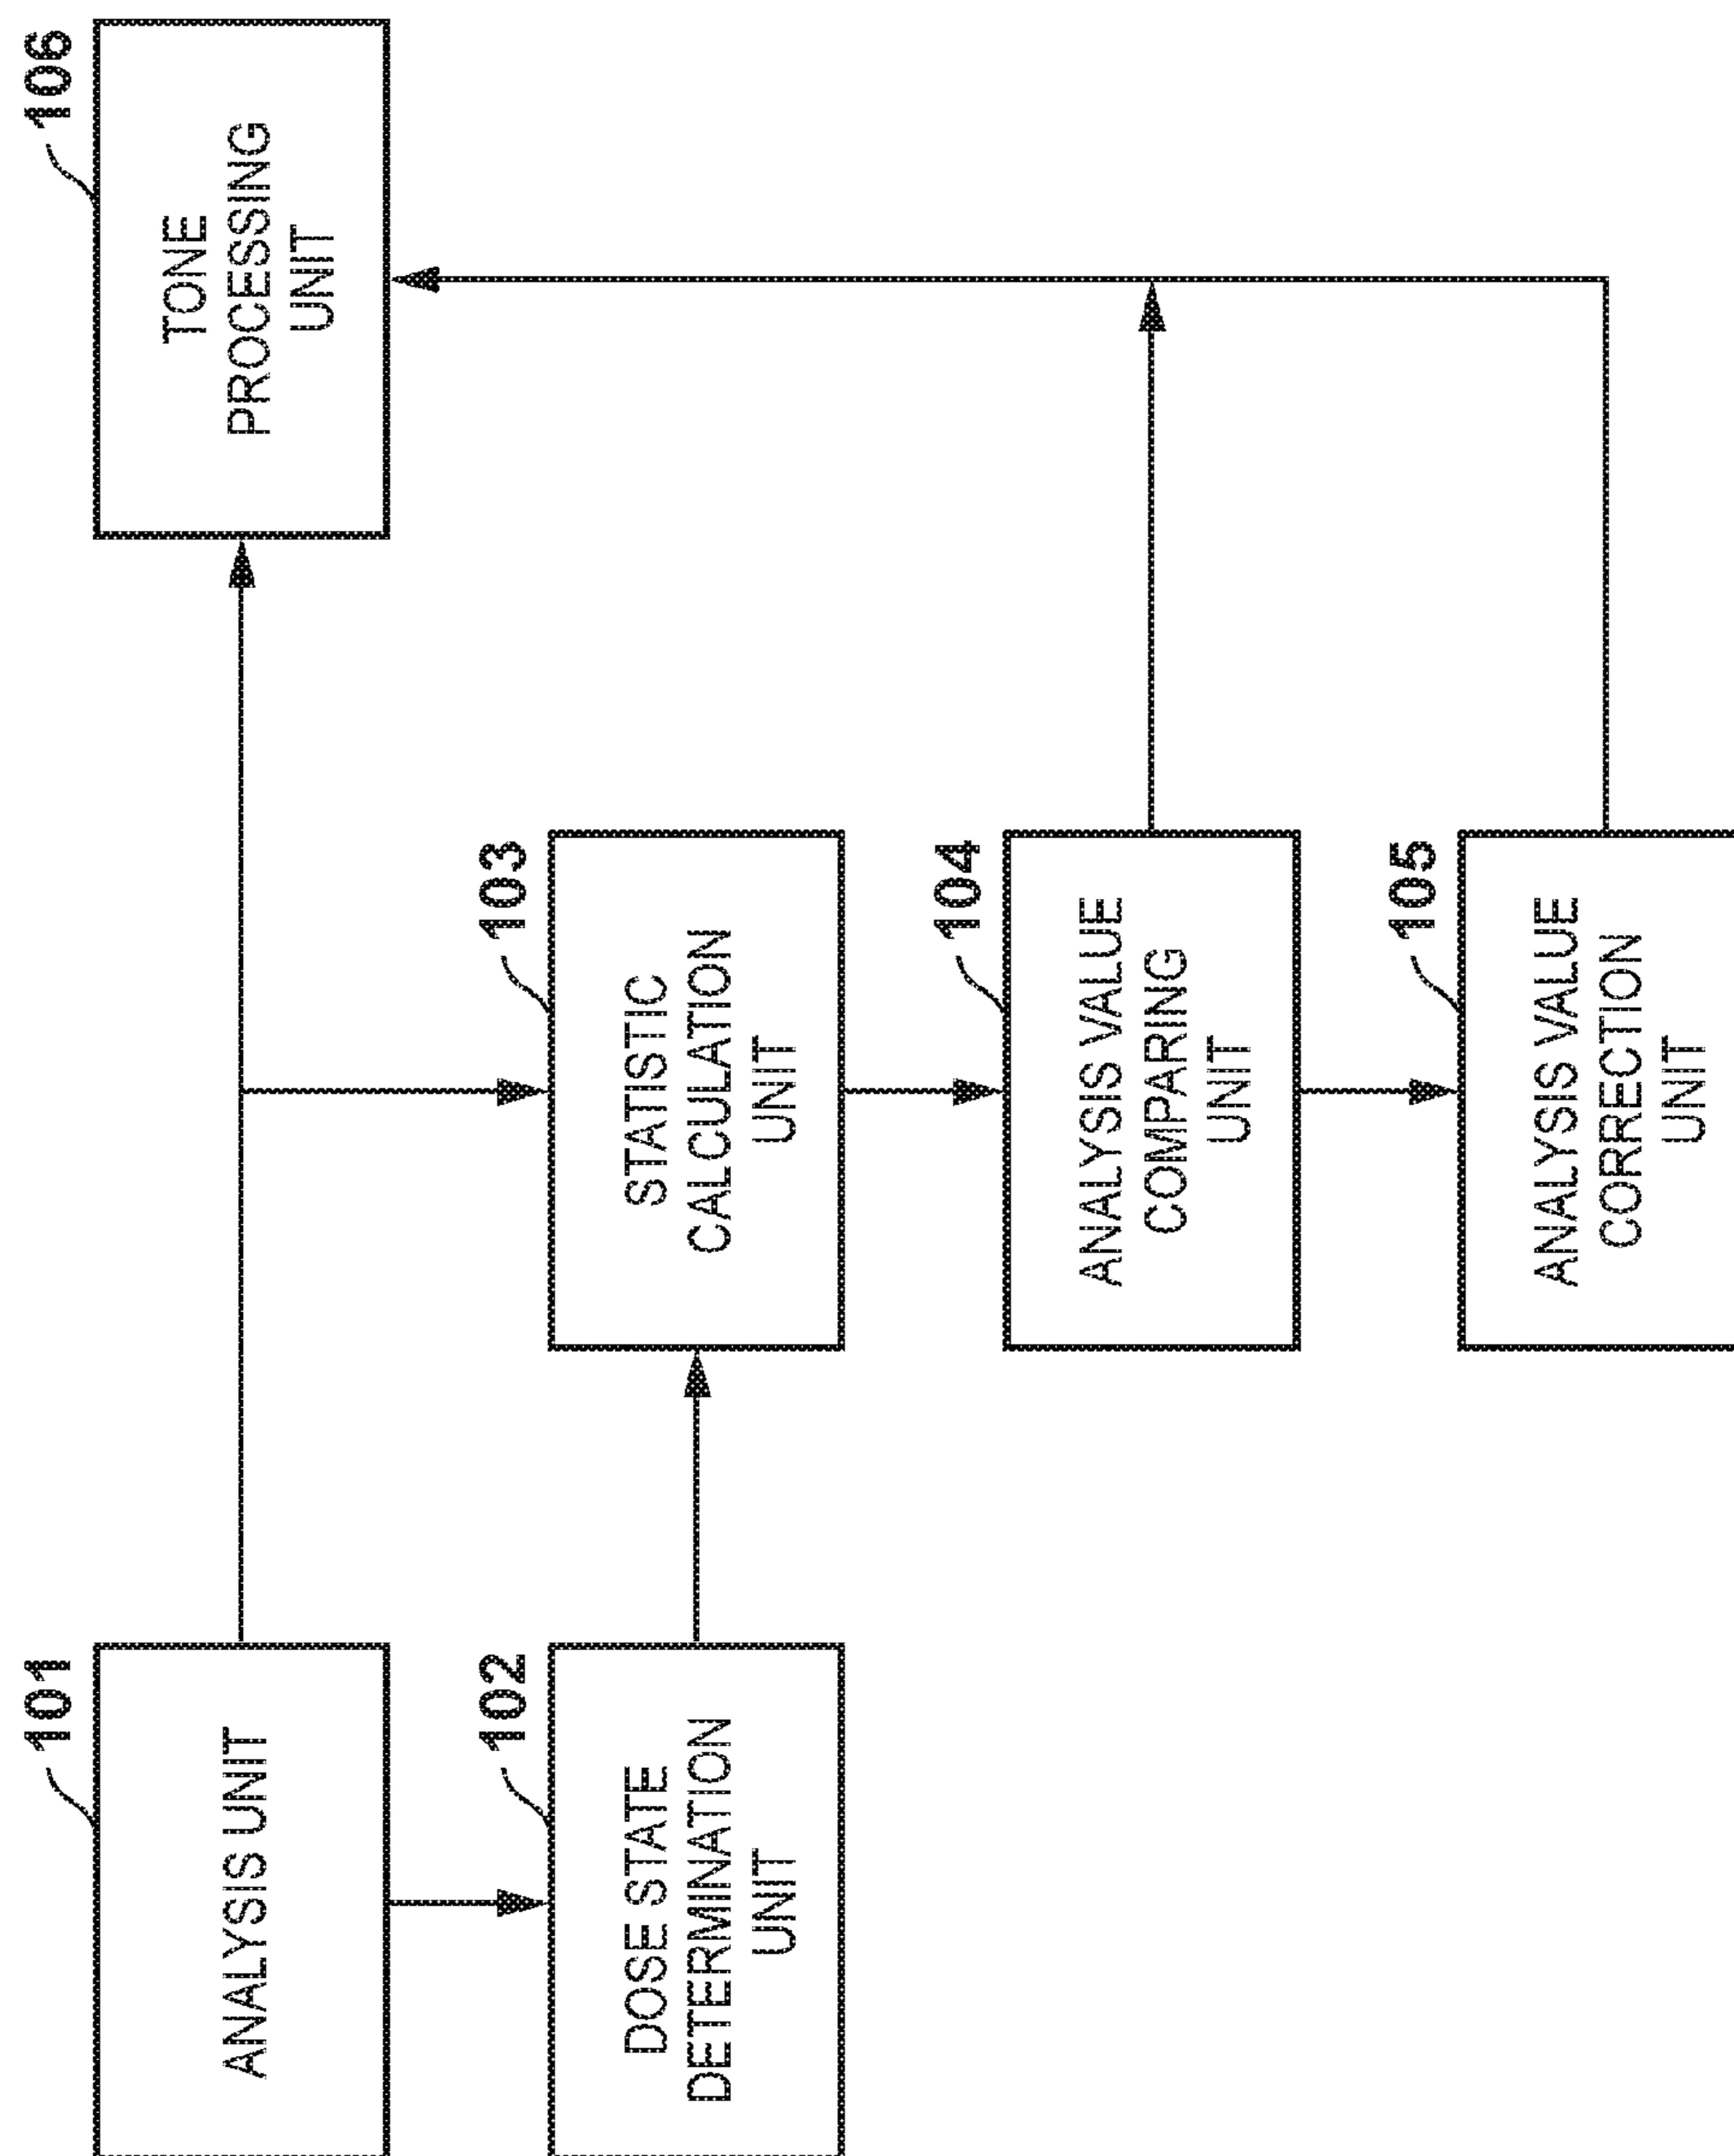 101
ANALYSIS UNIT
106
TONE
PROCESSING
UNIT
102
DOSE STATE
DETERMINATION
UNIT
103
STATISTIC
CALCULATION
UNIT
104
ANALYSIS VALUE
COMPARING
UNIT
105
ANALYSIS VALUE
CORRECTION
UNIT